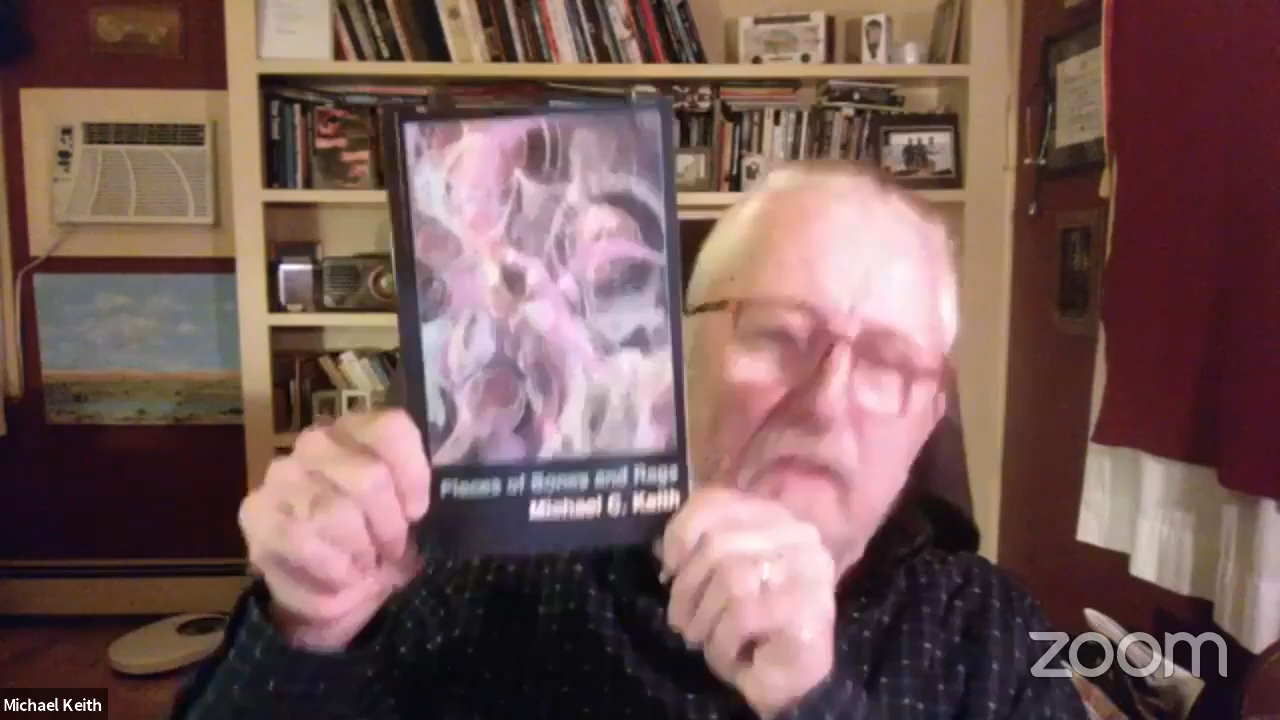 Pieces of Bones and Rags
Michael C. Keith
zoom
Michael Keith